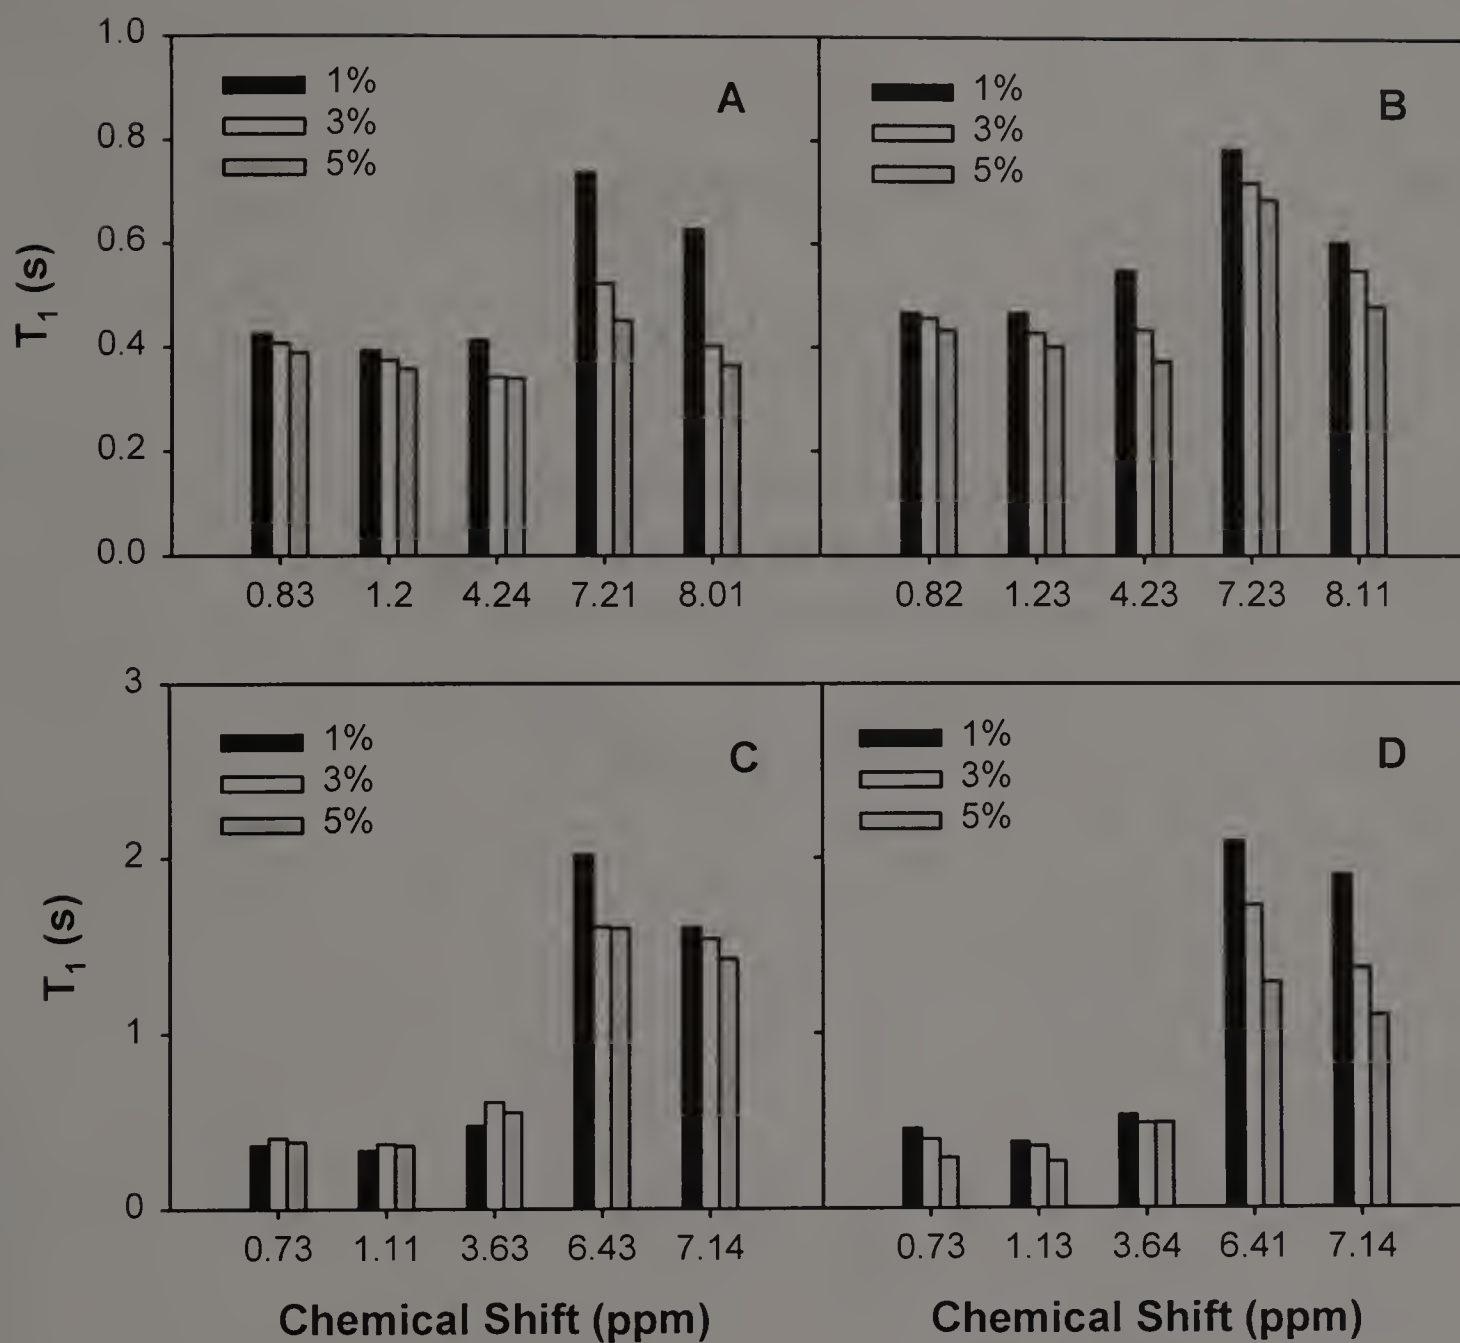 1.0
0.8
0.6
0.4
0.2
0.0
T₁ (s)
1%
3%
5%
A
0.83 1.2 4.24 7.21 8.01
1%
3%
5%
B
0.82 1.23 4.23 7.23 8.11
3
2
1
0
T₁ (s)
1%
3%
5%
C
0.73 1.11 3.63 6.43 7.14
Chemical Shift (ppm)
1%
3%
5%
D
0.73 1.13 3.64 6.41 7.14
Chemical Shift (ppm)